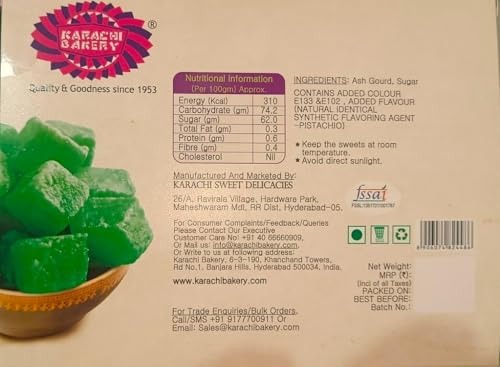 KARACHI ®
BAKERY
Quality & Goodness since 1953
Nutritional Information
(Per 100gm) Approx.
Energy (Kcal) 310
Carbohydrate (gm) 74.2
Sugar (gm) 62.0
Total Fat (gm) 0.3
Protein (gm) 0.6
Fibre (gm) 0.4
Cholesterol Nil
INGREDIENTS: Ash Gourd, Sugar
CONTAINS ADDED COLOUR
E133 &E102 , ADDED FLAVOUR
(NATURAL IDENTICAL
SYNTHETIC FLAVORING AGENT
-PISTACHIO)
★ Keep the sweets at room
temperature.
★ Avoid direct sunlight.
Manufactured And Marketed By:
KARACHI SWEET DELICACIES
26/A, Ravirala Village, Hardware Park,
Maheshwaram Mdl, RR Dist, Hyderabad-05.
fssai
For Consumer Complaints/Feedback/Queries
Please Contact Our Executive
Customer Care No: +91 40 66660909,
Or Mail us: info@karachibakery.com,
Or Write to us at following address:
Karachi Bakery, 6-3-190, Khanchand Towers,
Rd No.1, Banjara Hills, Hyderabad 500034, India.
www.karachibakery.com
For Trade Enquiries/Bulk Orders,
Call/SMS +91 9177700911 Or
Email: Sales@karachibakery.com
Net Weight:
MRP (₹):
(Incl of all Taxes)
PACKED ON:
BEST BEFORE:
Batch No.: